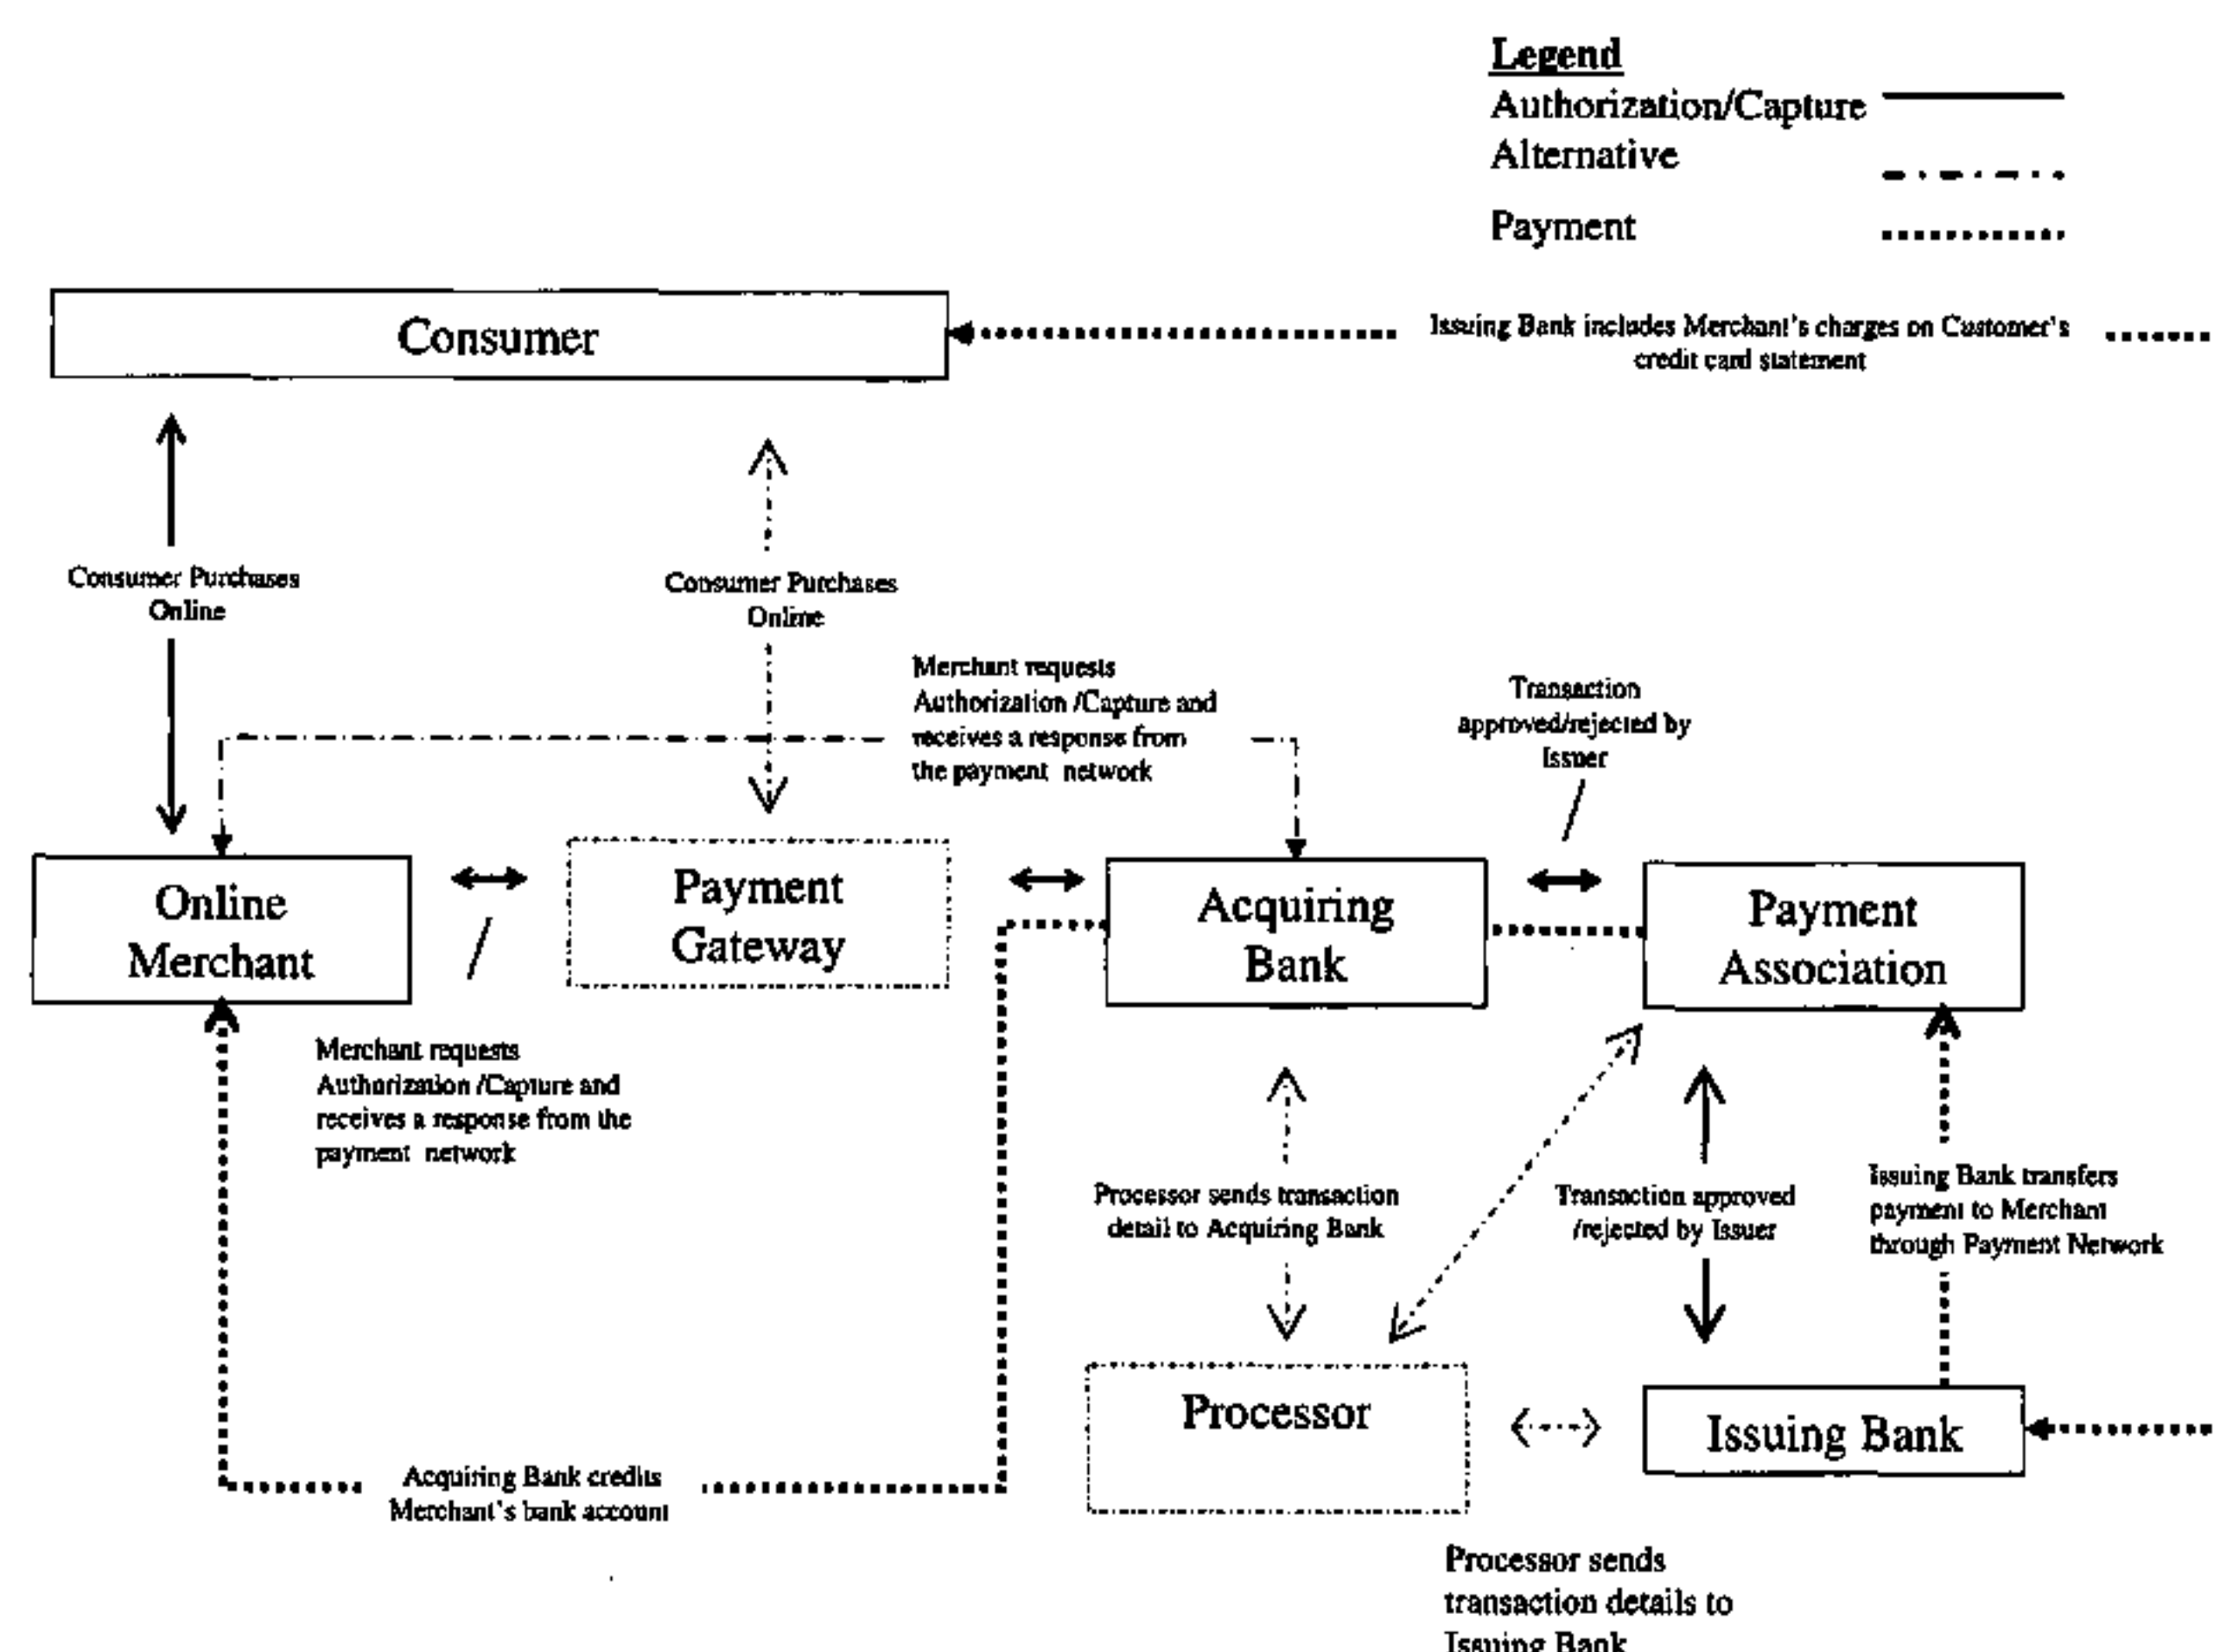 Legend
Authorization/Capture
Alternative
Payment
Consumer
Issuing Bank includes Merchant's charges on Customer's
credit card statement
Consumer Purchases
Online
Consumer Purchases
Online
Merchant requests
Authorization /Capture and
receives a response from
the payment network
Transaction
approved/rejected by
Issuer
Online
Merchant
Payment
Gateway
Acquiring
Bank
Payment
Association
Merchant requests
Authorization /Capture and
receives a response from the
payment network
Processor sends transaction
detail to Acquiring Bank
Transaction approved
/rejected by Issuer
Issuing Bank transfers
payment to Merchant
through Payment Network
Processor
Issuing Bank
Acquiring Bank credits
Merchant's bank account
Processor sends
transaction details to
Issuing Bank